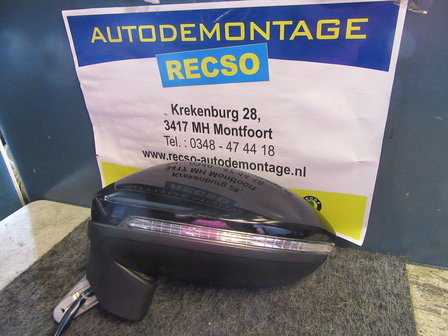 AUTODEMONTAGE
RECSO
Krekenburg 28,
3417 MH Montfoort
Tel. : 0348 - 47 44 18
www.recso-autodemontage.nl